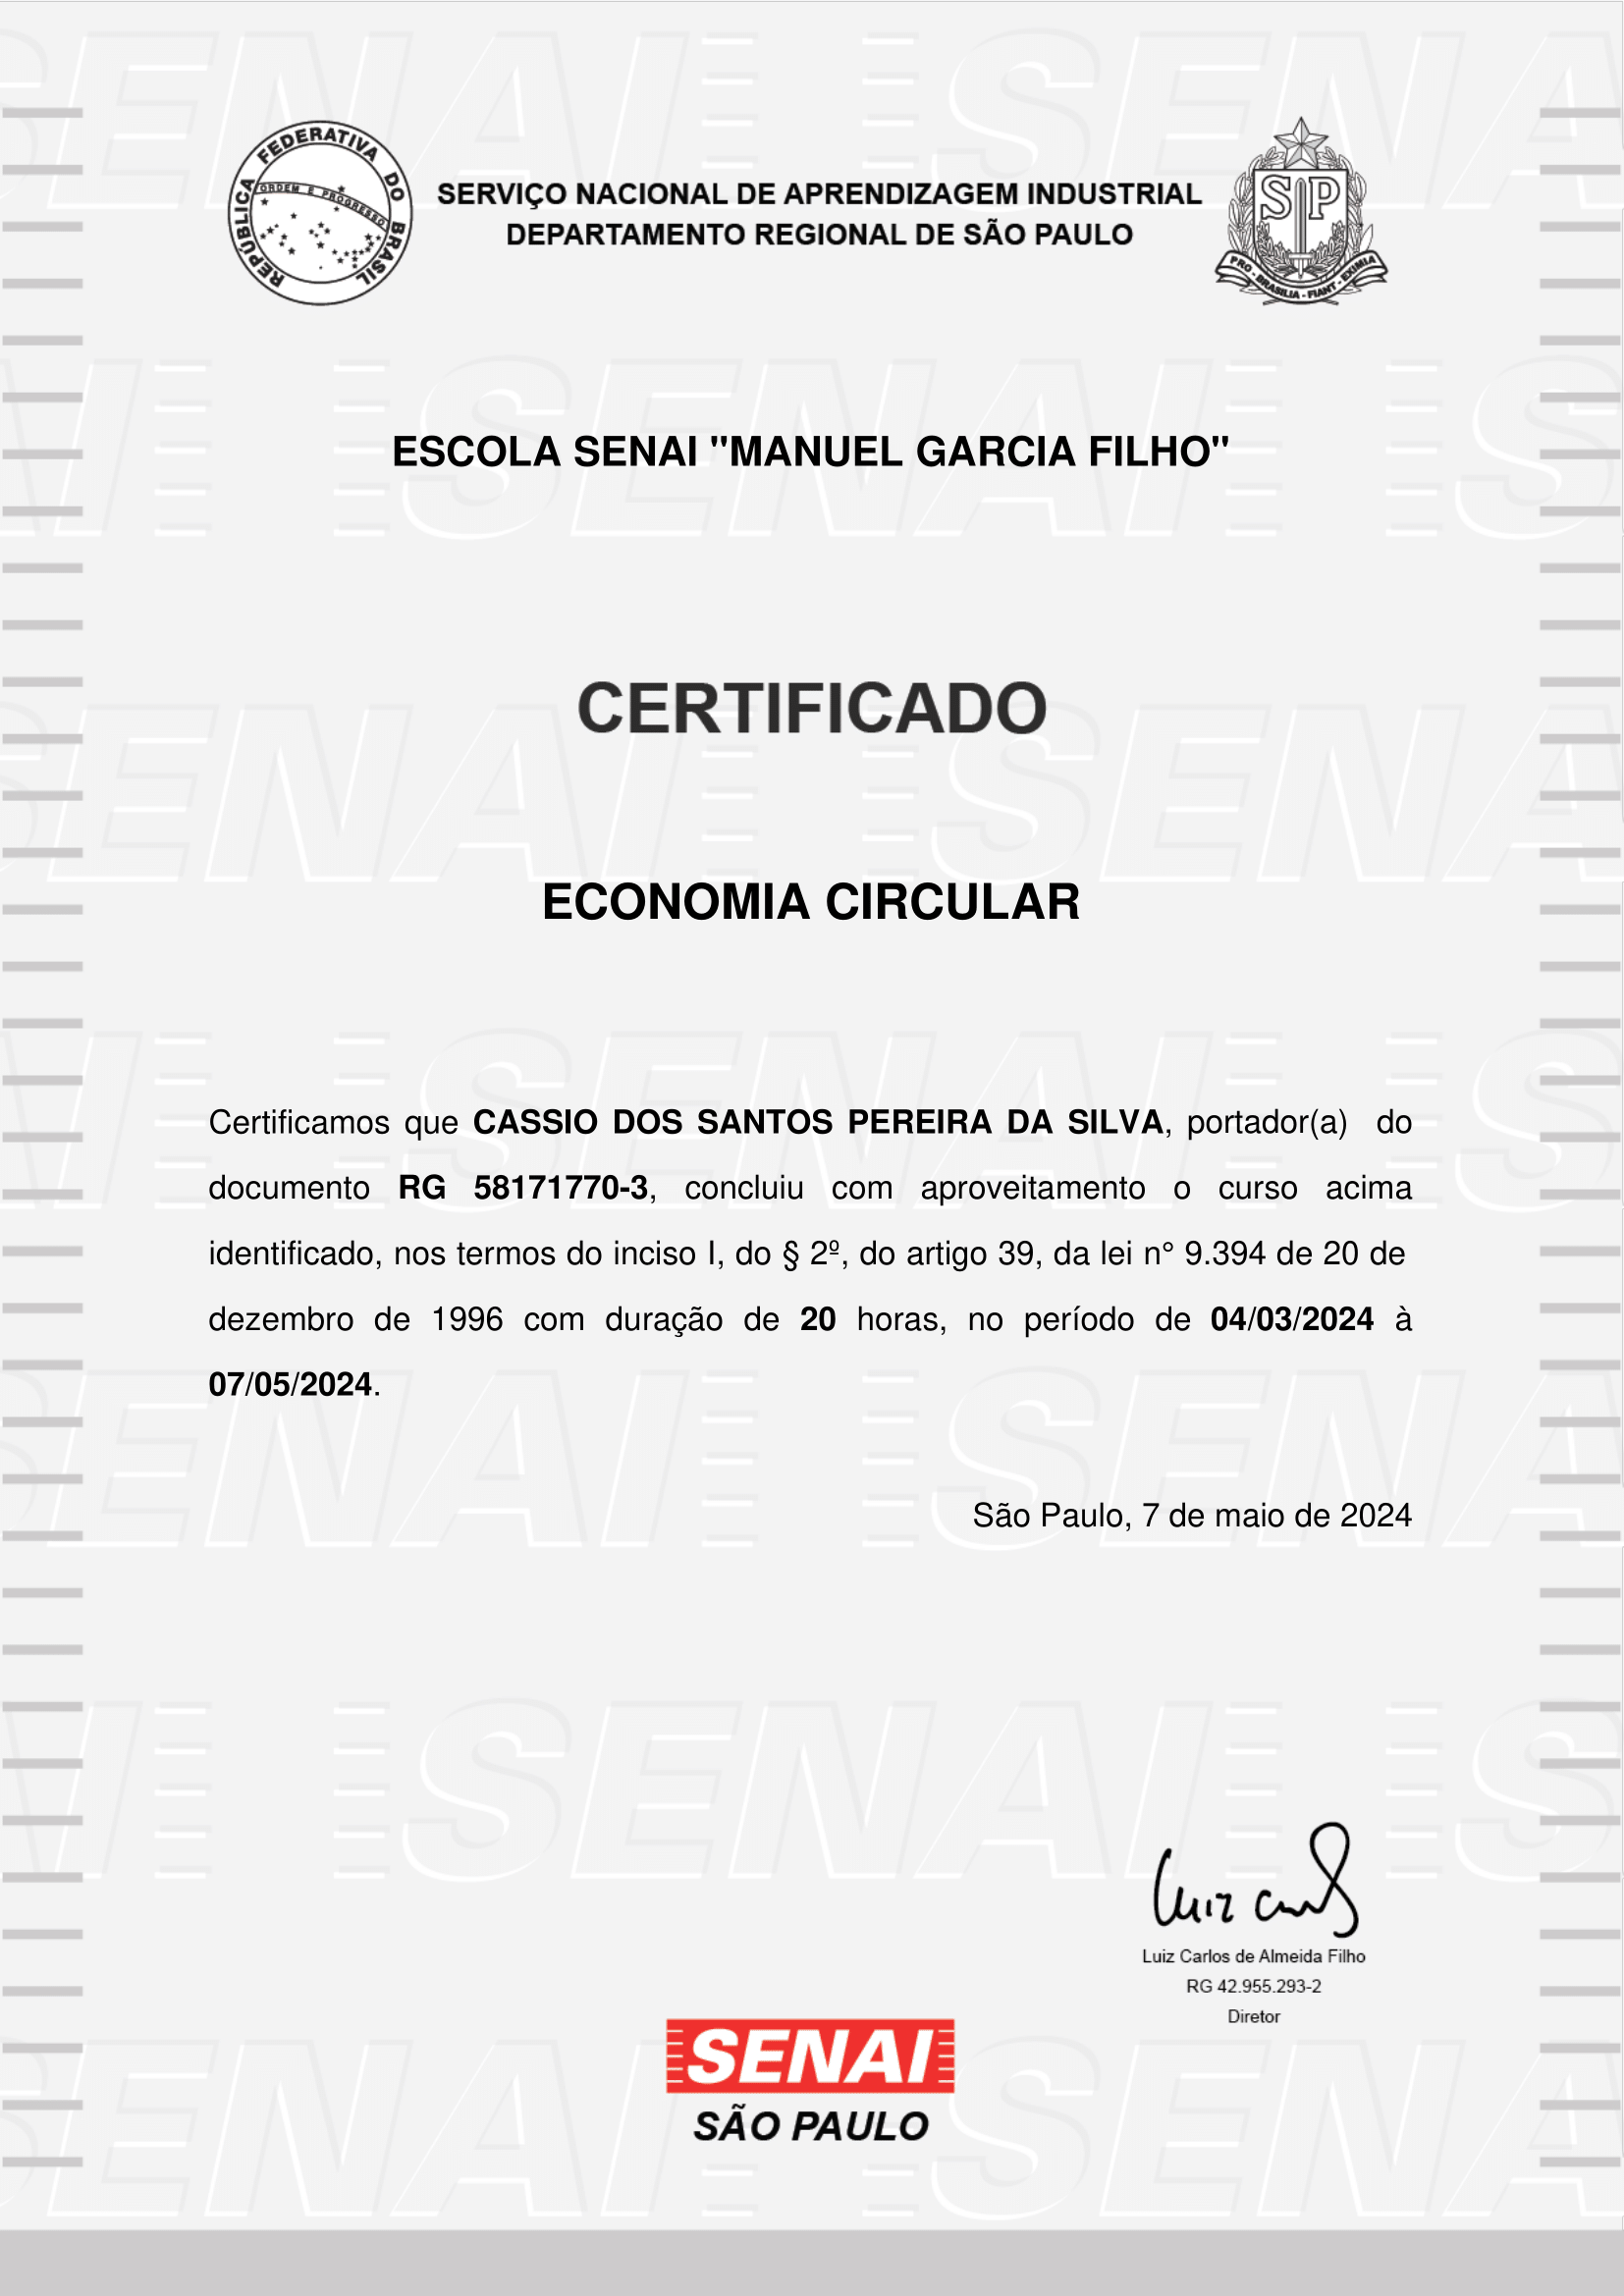 REPÚBLICA FEDERATIVA DO BRASIL
ORDEM E PROGRESSO
SERVIÇO NACIONAL DE APRENDIZAGEM INDUSTRIAL
DEPARTAMENTO REGIONAL DE SÃO PAULO
SP
PRO - BRASILIA - FIANT - EXIMIA
ESCOLA SENAI "MANUEL GARCIA FILHO"
CERTIFICADO
ECONOMIA CIRCULAR
Certificamos que CASSIO DOS SANTOS PEREIRA DA SILVA, portador(a) do
documento RG 58171770-3, concluiu com aproveitamento o curso acima
identificado, nos termos do inciso I, do § 2º, do artigo 39, da lei n° 9.394 de 20 de
dezembro de 1996 com duração de 20 horas, no período de 04/03/2024 à
07/05/2024.
São Paulo, 7 de maio de 2024
Luiz Carlos de Almeida Filho
RG 42.955.293-2
Diretor
SENAI
SÃO PAULO